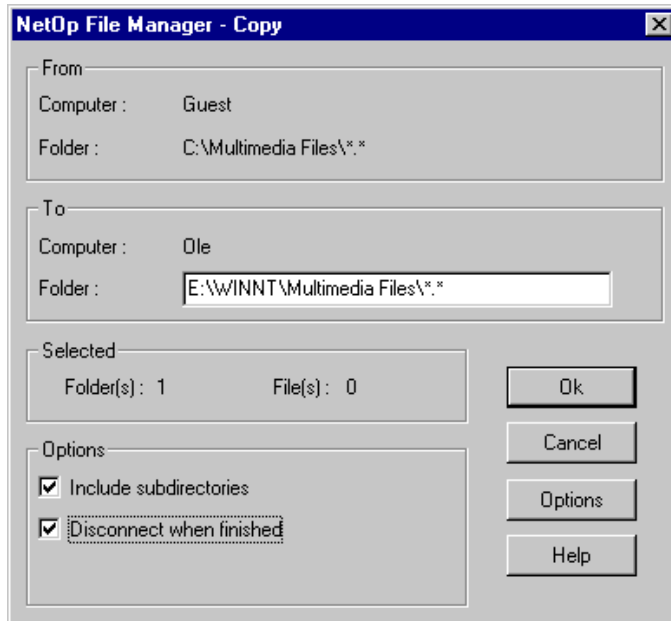 NetOp File Manager - Copy
From
Computer : Guest
Folder : C:\Multimedia Files\*.*
To
Computer : Ole
Folder : E:\WINNT\Multimedia Files\*.*
Selected
Folder(s) : 1 File(s) : 0
Options
Include subdirectories
Disconnect when finished
Ok
Cancel
Options
Help